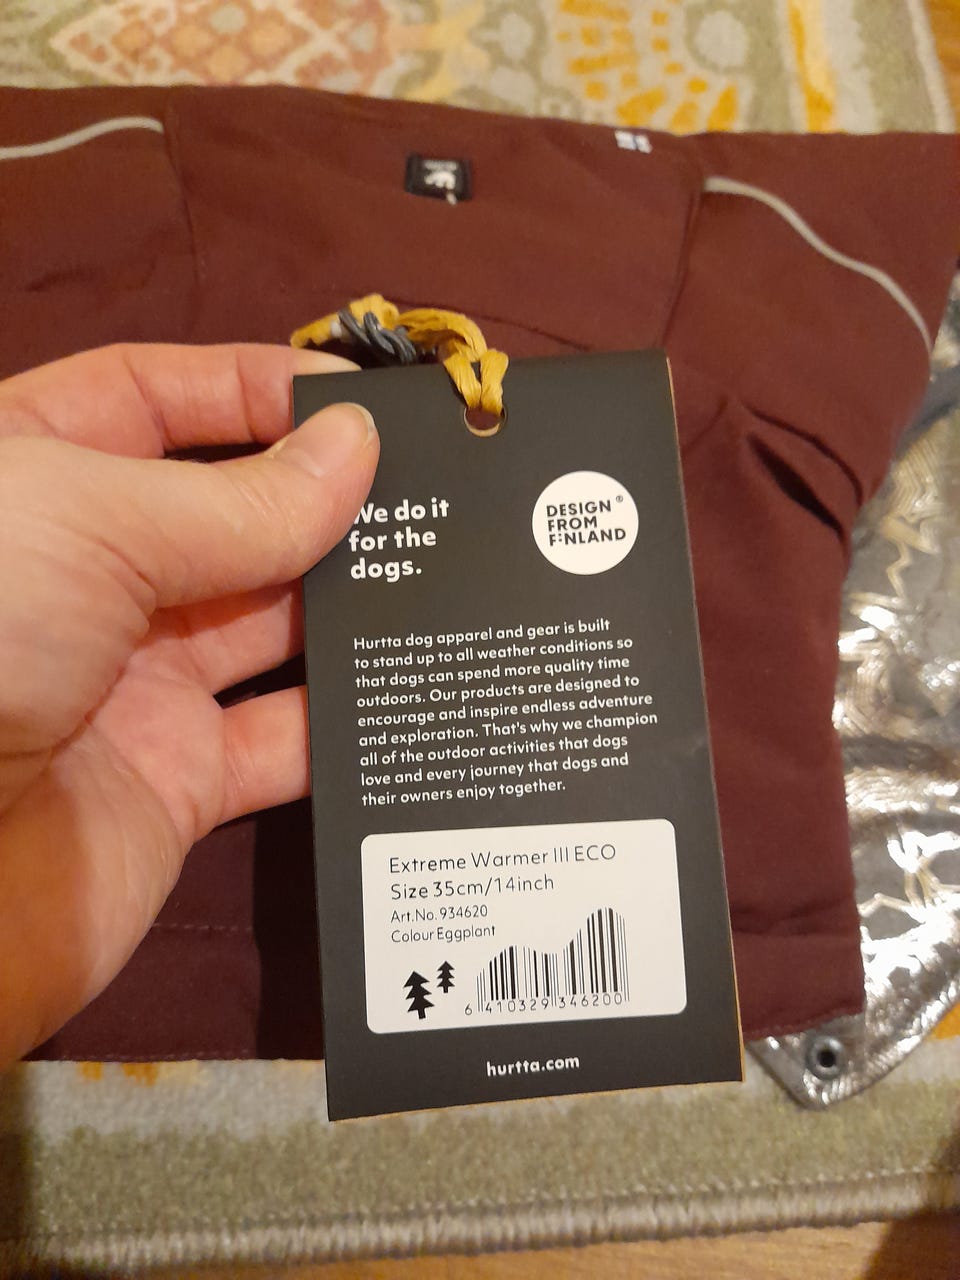 We do it
for the
dogs.
DESIGN ®
FROM
FINLAND
Hurtta dog apparel and gear is built
to stand up to all weather conditions so
that dogs can spend more quality time
outdoors. Our products are designed to
encourage and inspire endless adventure
and exploration. That's why we champion
all of the outdoor activities that dogs
love and every journey that dogs and
their owners enjoy together.
Extreme Warmer III ECO
Size 35cm/14inch
Art.No. 934620
Colour Eggplant
6 410329 346200
hurtta.com